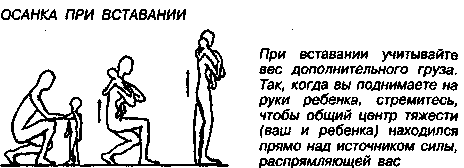 ОСАНКА ПРИ ВСТАВАНИИ
При вставании учитывайте
вес дополнительного груза.
Так, когда вы поднимаете на
руки ребенка, стремитесь,
чтобы общий центр тяжести
(ваш и ребенка) находился
прямо над источником силы,
распрямляющей вас